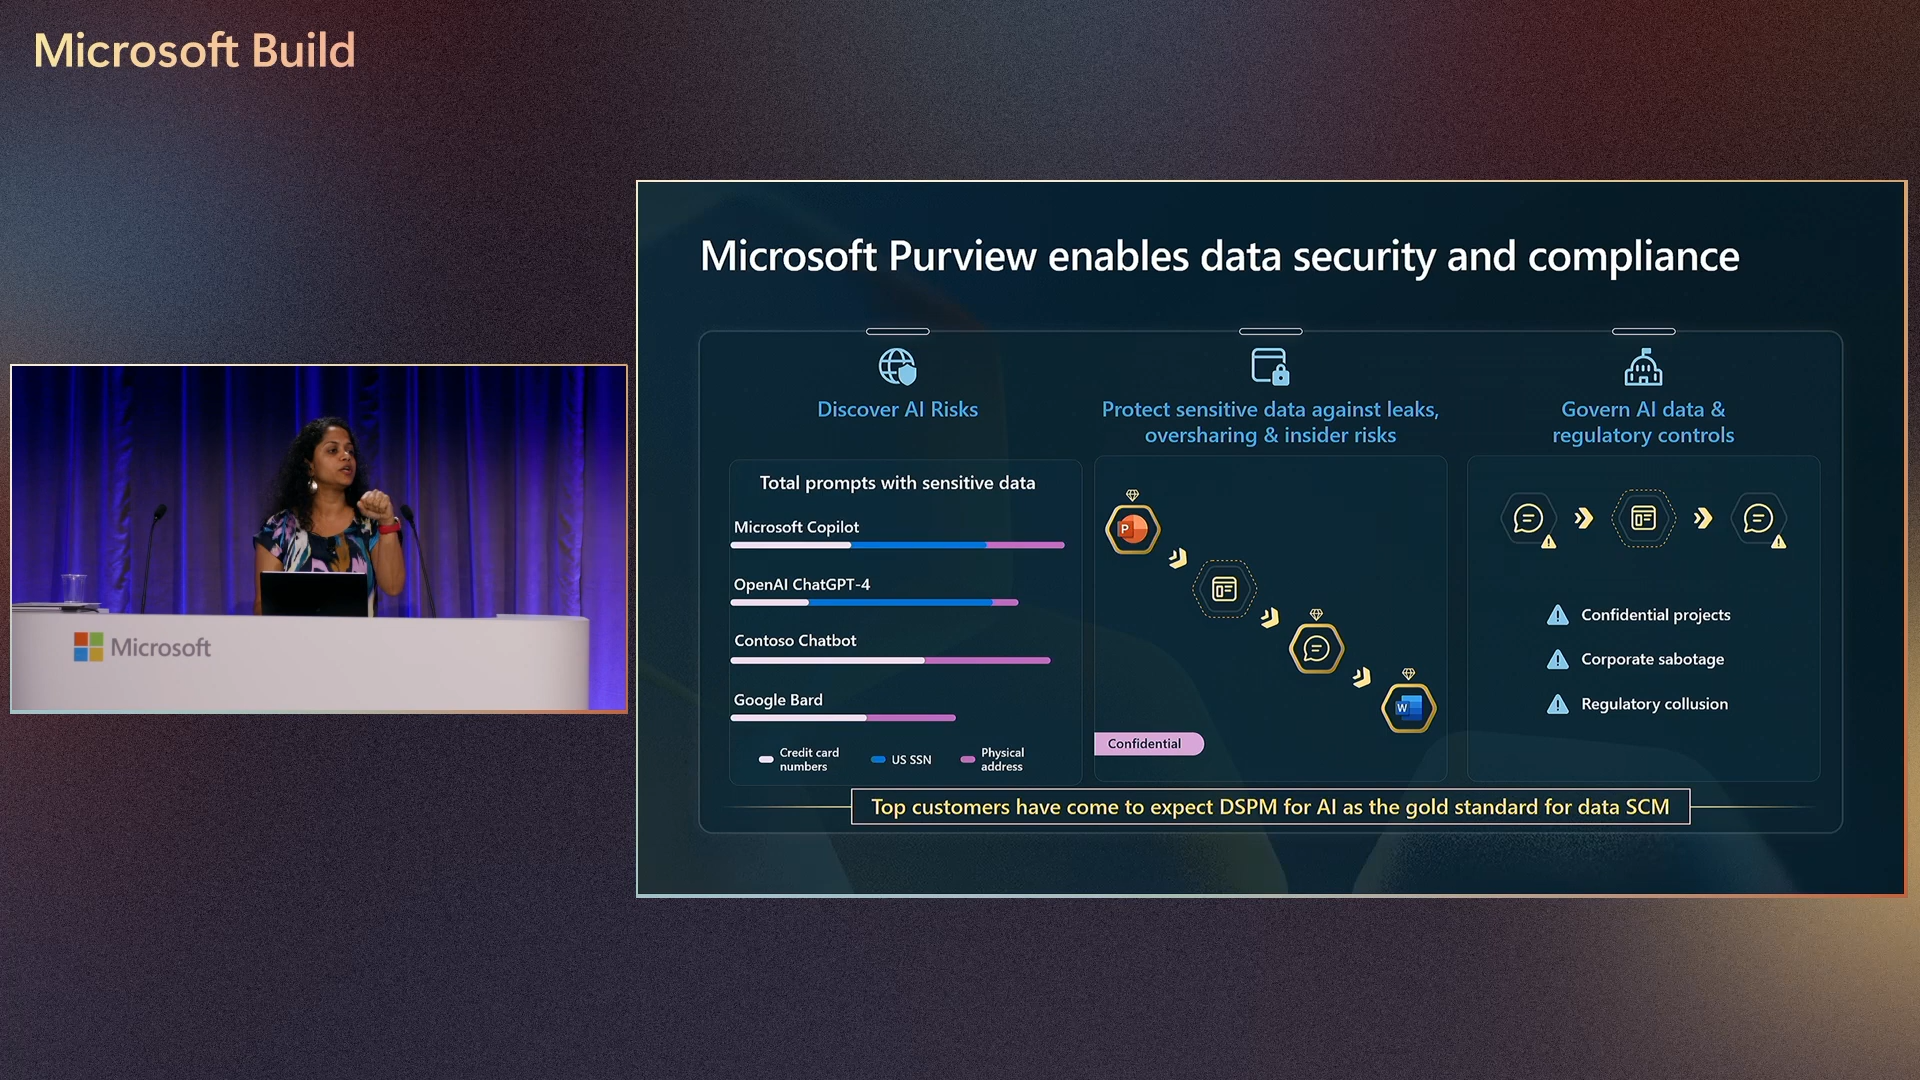 Microsoft Build
Microsoft
Microsoft Purview enables data security and compliance
Discover AI Risks
Total prompts with sensitive data
Microsoft Copilot
OpenAI ChatGPT-4
Contoso Chatbot
Google Bard
Credit card
numbers
US SSN
Physical
address
Protect sensitive data against leaks,
oversharing & insider risks
P
W
Confidential
Govern AI data &
regulatory controls
Confidential projects
Corporate sabotage
Regulatory collusion
Top customers have come to expect DSPM for AI as the gold standard for data SCM